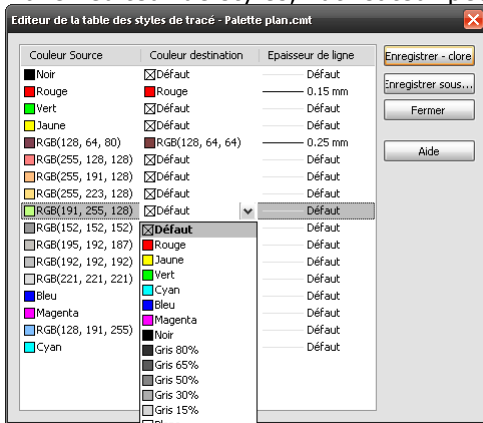 Editeur de la table des styles de tracé - Palette plan.cmt
Couleur Source Couleur destination Epaisseur de ligne
Noir Défaut Défaut
Rouge Rouge 0.15 mm
Vert Défaut Défaut
Jaune Défaut Défaut
RGB(128, 64, 80) RGB(128, 64, 64) 0.25 mm
RGB(255, 128, 128) Défaut Défaut
RGB(255, 191, 128) Défaut Défaut
RGB(255, 223, 128) Défaut Défaut
RGB(191, 255, 128) Défaut Défaut
RGB(152, 152, 152) Défaut Défaut
RGB(195, 192, 187) Rouge Défaut
RGB(192, 192, 192) Jaune Défaut
RGB(221, 221, 221) Vert Défaut
Bleu Cyan Défaut
Magenta Bleu Défaut
RGB(128, 191, 255) Magenta Défaut
Cyan Noir Défaut
Gris 80%
Gris 65%
Gris 50%
Gris 30%
Gris 15%
Enregistrer - clore
Enregistrer sous...
Fermer
Aide